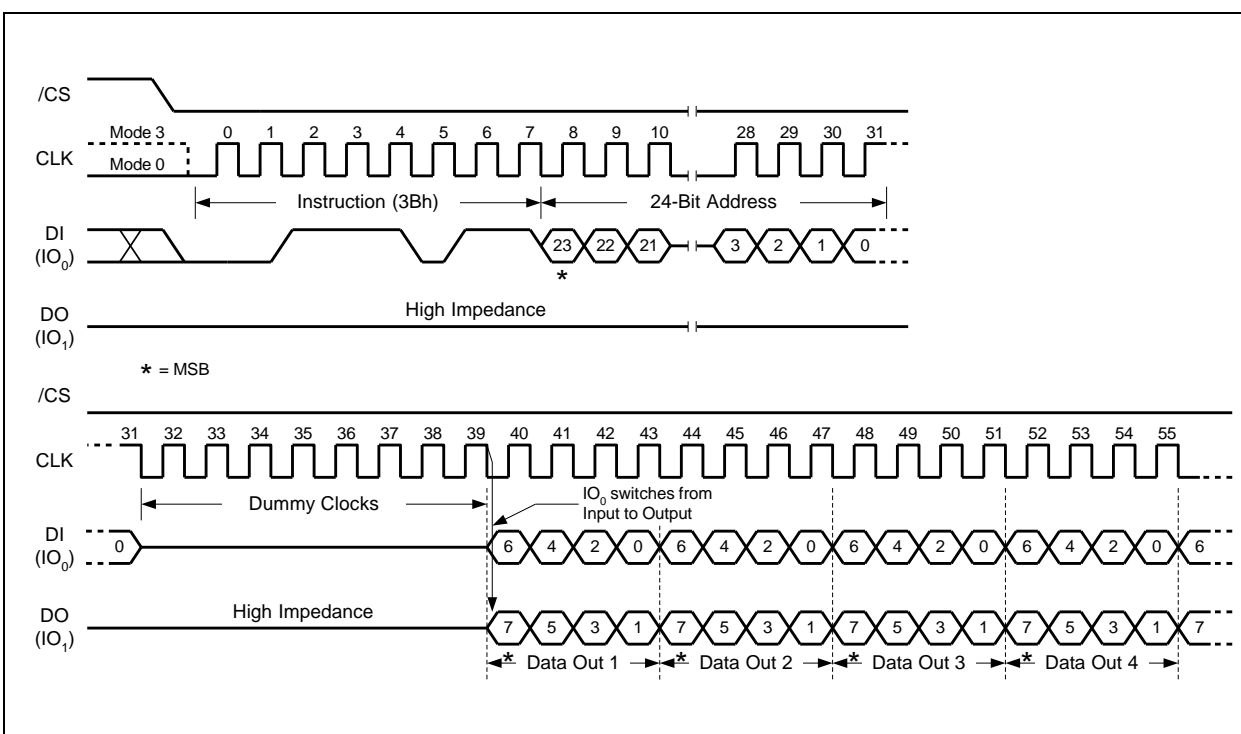 /CS
Mode 3 0 1 2 3 4 5 6 7 8 9 10 28 29 30 31
CLK Mode 0
Instruction (3Bh) 24-Bit Address
DI
(IO0) 23 22 21 3 2 1 0
*
High Impedance
DO
(IO1)
* = MSB
/CS
31 32 33 34 35 36 37 38 39 40 41 42 43 44 45 46 47 48 49 50 51 52 53 54 55
CLK
Dummy Clocks
IO0 switches from
Input to Output
DI
(IO0) 0 6 4 2 0 6 4 2 0 6 4 2 0 6 4 2 0 6
High Impedance
DO
(IO1) 7 5 3 1 7 5 3 1 7 5 3 1 7 5 3 1 7
* Data Out 1 * Data Out 2 * Data Out 3 * Data Out 4